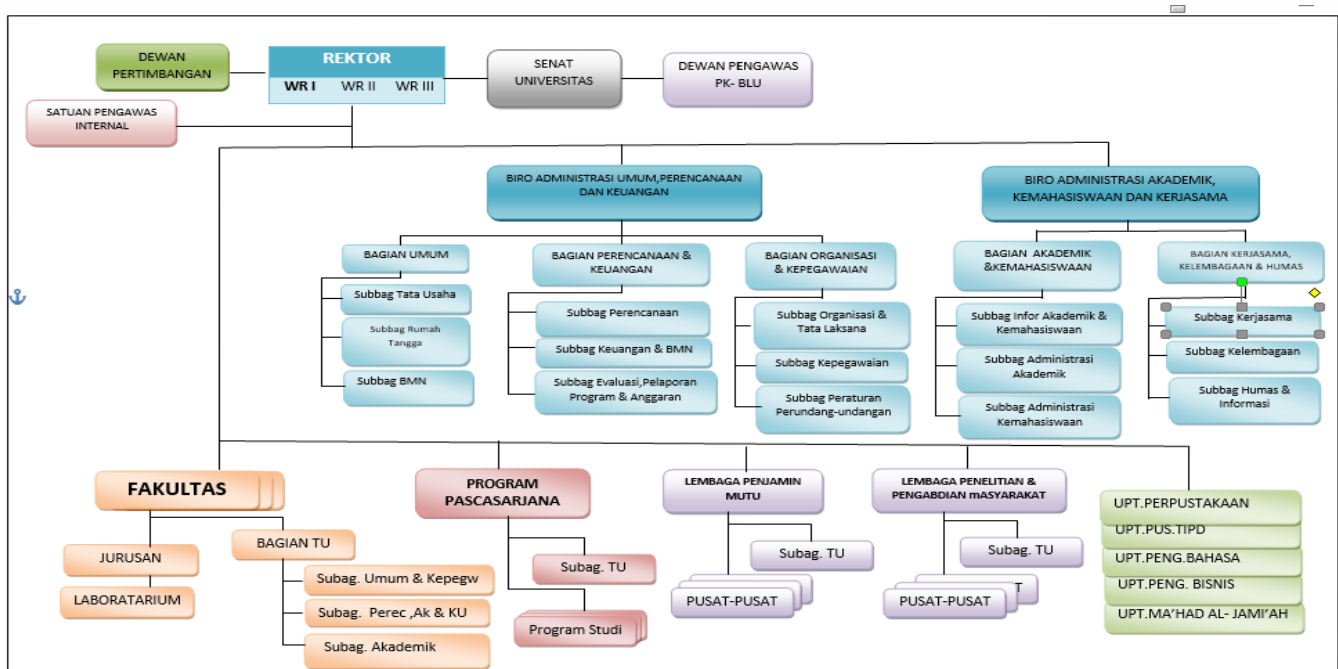 DEWAN
PERTIMBANGAN
REKTOR
WR I WR II WR III
SENAT
UNIVERSITAS
DEWAN PENGAWAS
PK- BLU
SATUAN PENGAWAS
INTERNAL
BIRO ADMINISTRASI UMUM,PERENCANAAN
DAN KEUANGAN
BIRO ADMINISTRASI AKADEMIK,
KEMAHASISWAAN DAN KERJASAMA
BAGIAN UMUM
Subbag Tata Usaha
Subbag Rumah
Tangga
Subbag BMN
BAGIAN PERENCANAAN &
KEUANGAN
Subbag Perencanaan
Subbag Keuangan & BMN
Subbag Evaluasi,Pelaporan
Program & Anggaran
BAGIAN ORGANISASI
& KEPEGAWAIAN
Subbag Organisasi &
Tata Laksana
Subbag Kepegawaian
Subbag Peraturan
Perundang-undangan
BAGIAN AKADEMIK
&KEMAHASISWAAN
Subbag Infor Akademik &
Kemahasiswaan
Subbag Administrasi
Akademik
Subbag Administrasi
Kemahasiswaan
BAGIAN KERJASAMA,
KELEMBAGAAN & HUMAS
Subbag Kerjasama
Subbag Kelembagaan
Subbag Humas &
Informasi
FAKULTAS
JURUSAN
LABORATARIUM
BAGIAN TU
Subag. Umum & Kepegw
Subag. Perec ,Ak & KU
Subag. Akademik
PROGRAM
PASCASARJANA
Subag. TU
Program Studi
LEMBAGA PENJAMIN
MUTU
Subag. TU
PUSAT-PUSAT
LEMBAGA PENELITIAN &
PENGABDIAN mASYARAKAT
Subag. TU
PUSAT-PUSAT
UPT.PERPUSTAKAAN
UPT.PUS.TIPD
UPT.PENG.BAHASA
UPT.PENG. BISNIS
UPT.MA'HAD AL- JAMI'AH